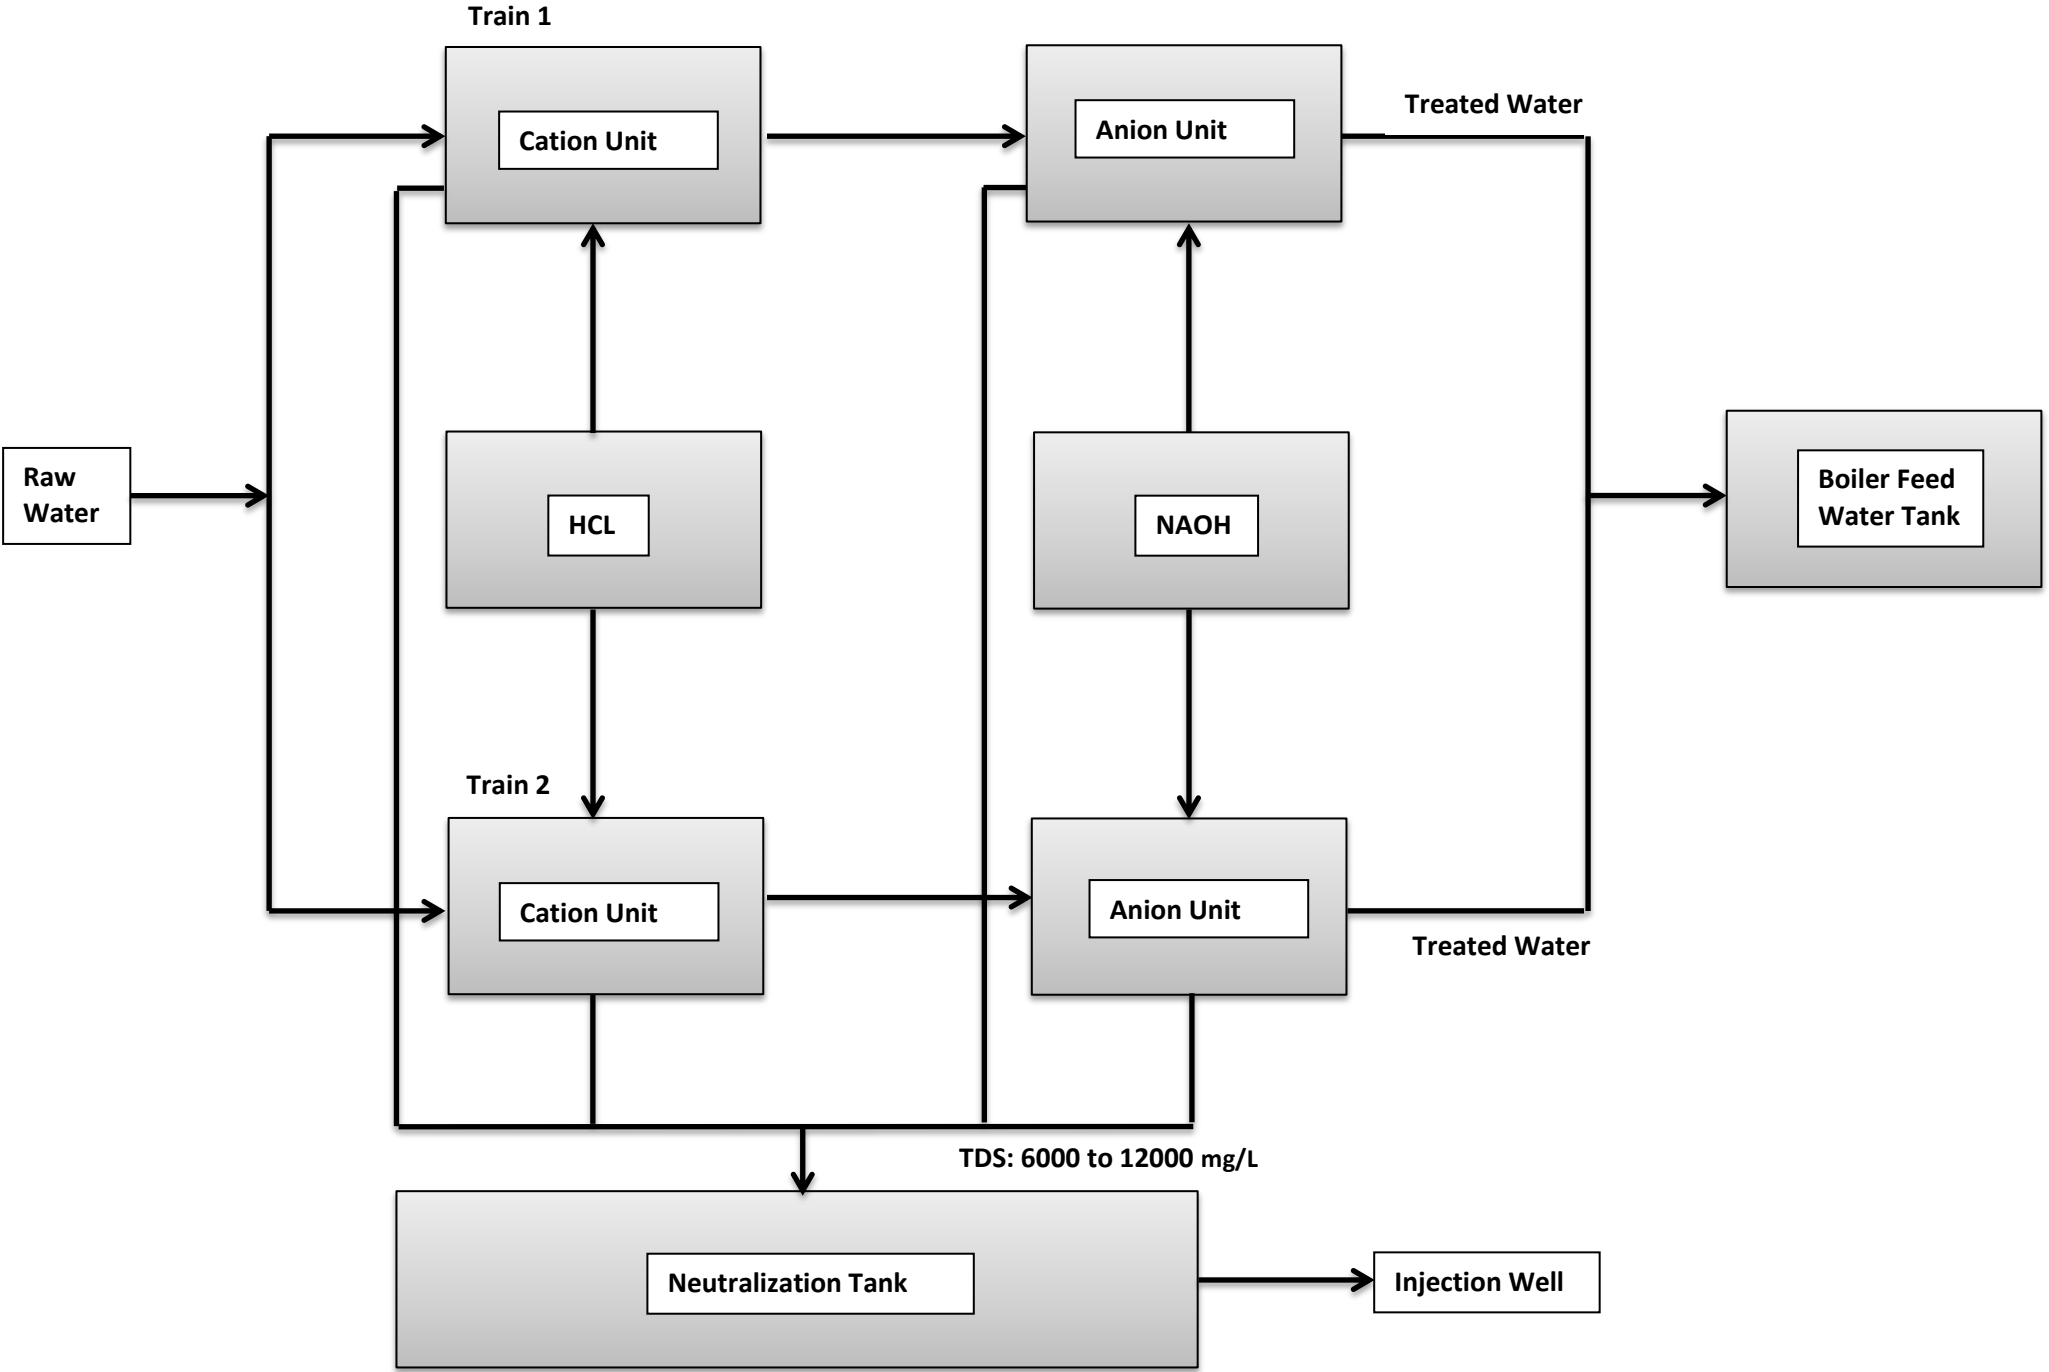 Train 1
Cation Unit
Anion Unit
Treated Water
Raw
Water
HCL
NAOH
Boiler Feed
Water Tank
Train 2
Cation Unit
Anion Unit
Treated Water
TDS: 6000 to 12000 mg/L
Neutralization Tank
Injection Well